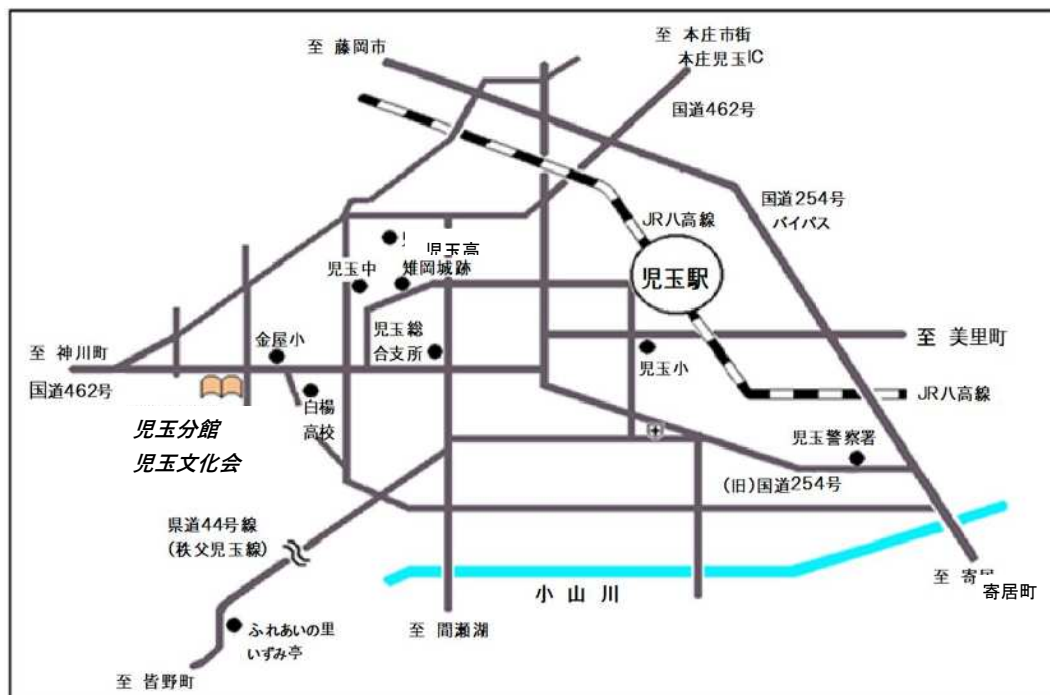 至 藤岡市
至 本庄市街
本庄児玉IC
国道462号
国道254号
バイパス
JR八高線
児玉高
児玉中
雉岡城跡
児玉駅
金屋小
児玉総
合支所
至 神川町
国道462号
児玉小
至 美里町
JR八高線
白楊
高校
児玉分館
児玉文化会
児玉警察署
(旧)国道254号
県道44号線
(秩父児玉線)
小山川
至
寄居町
ふれあいの里
いずみ亭
至 間瀬湖
至 皆野町